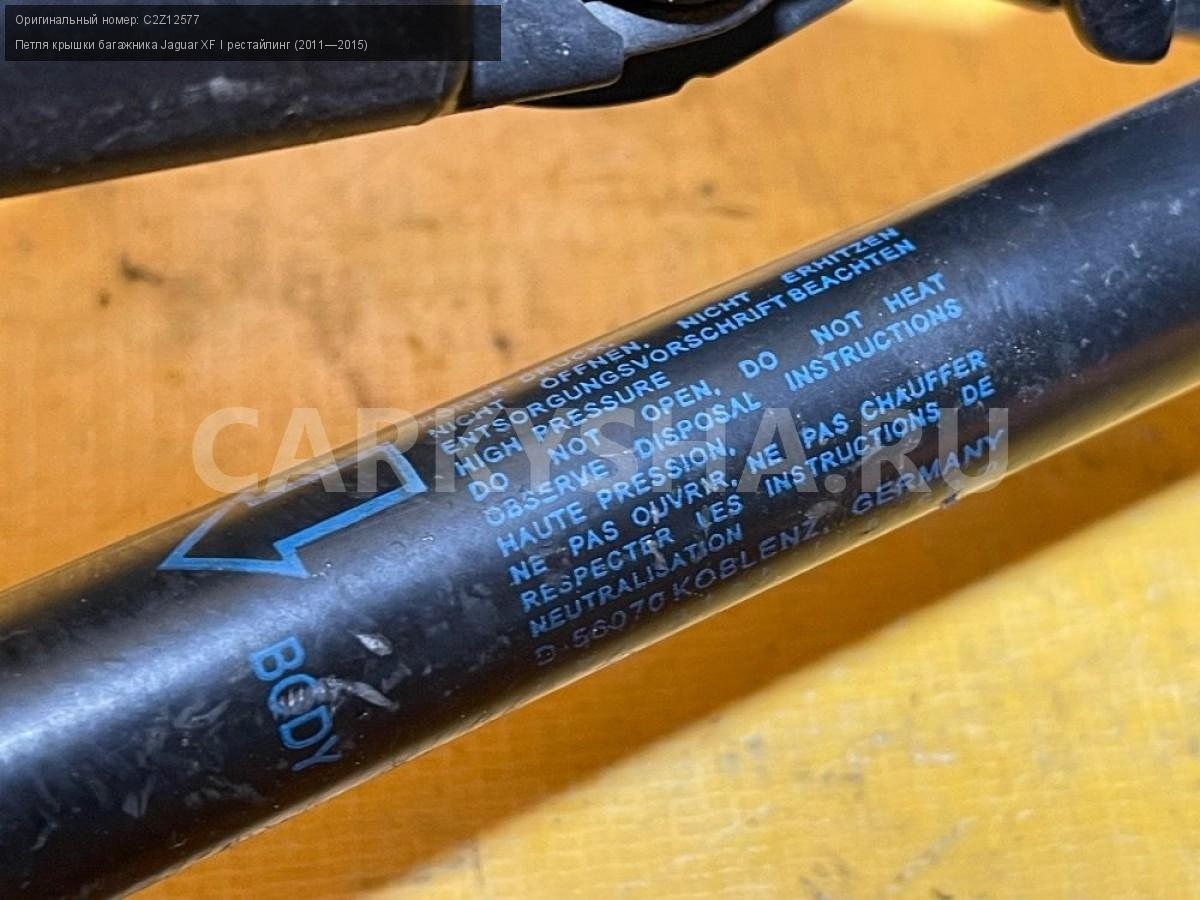 Оригинальный номер: C2Z12577
Петля крышки багажника Jaguar XF I рестайлинг (2011—2015)
DRUCK,
NICHT ÖFFNEN, NICHT ERHITZEN
ENTSORGUNGSVORSCHRIFT BEACHTEN
HIGH PRESSURE
DO NOT OPEN, DO NOT HEAT
OBSERVE DISPOSAL INSTRUCTIONS
HAUTE PRESSION,
NE PAS OUVRIR, NE PAS CHAUFFER
RESPECTER LES INSTRUCTIONS DE
NEUTRALISATION
D-56070 KOBLENZ, GERMANY
BODY
CARKYSHA.RU